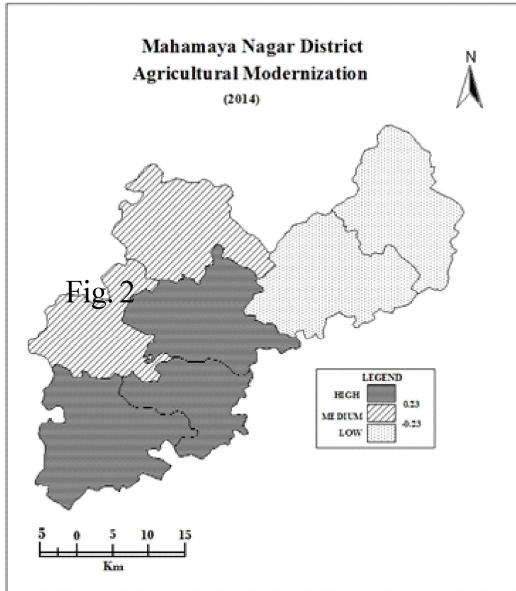 Mahamaya Nagar District
Agricultural Modernization
(2014)
N
Fig. 2
LEGEND
HIGH
0.23
MEDIUM
-0.23
LOW
5 0 5 10 15
Km